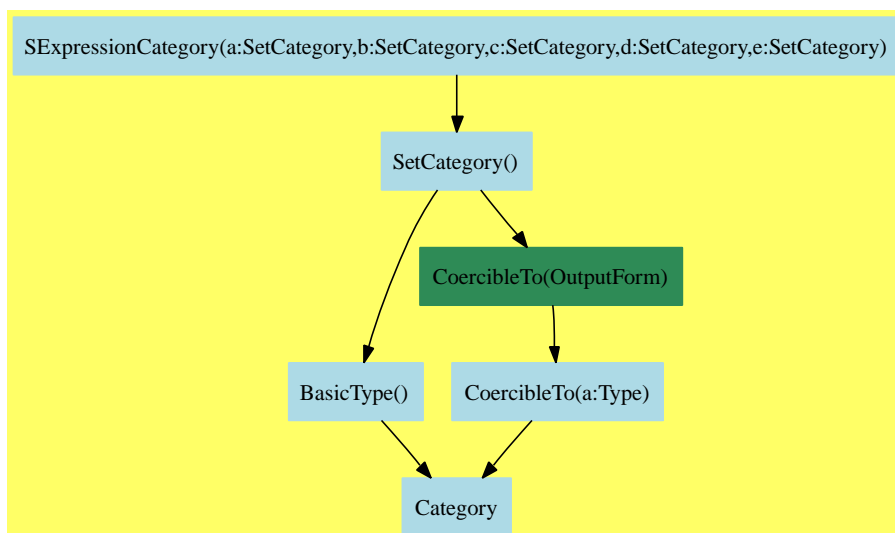 SExpressionCategory(a:SetCategory,b:SetCategory,c:SetCategory,d:SetCategory,e:SetCategory)
SetCategory()
CoercibleTo(OutputForm)
BasicType()
CoercibleTo(a:Type)
Category